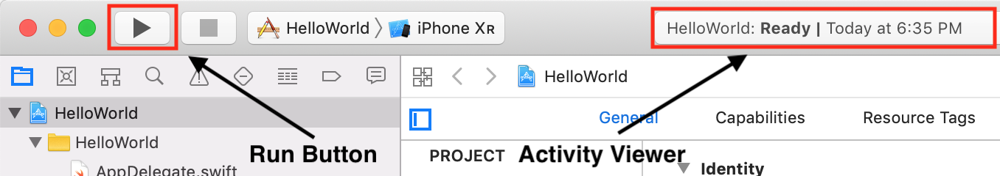 HelloWorld iPhone XR HelloWorld: Ready | Today at 6:35 PM
HelloWorld
HelloWorld
General Capabilities Resource Tags
HelloWorld
Run Button PROJECT Activity Viewer
Identity
AppDelegate.swift